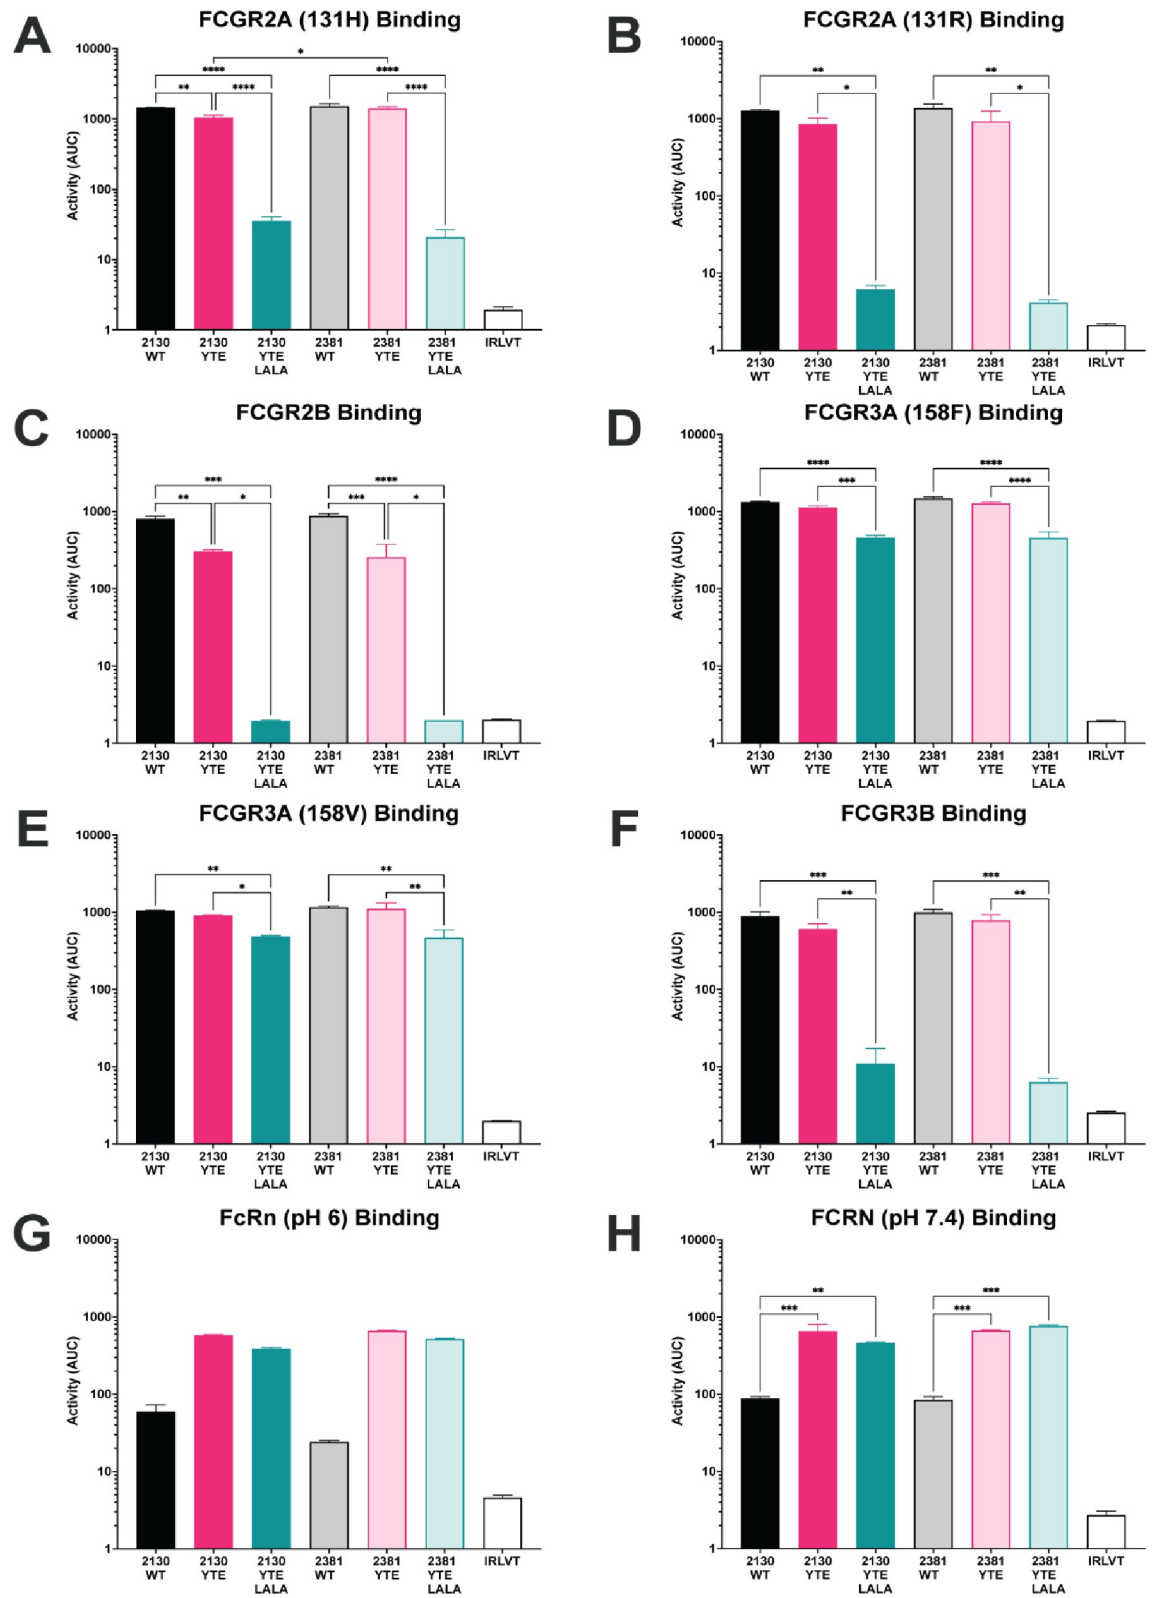 A
FCGR2A (131H) Binding
Activity (AUC)
10000
1000
100
10
1
*
**** ****
** **** ****
2130 WT
2130 YTE
2130 YTE LALA
2381 WT
2381 YTE
2381 YTE LALA
IRLVT
B
FCGR2A (131R) Binding
Activity (AUC)
10000
1000
100
10
1
** **
* *
2130 WT
2130 YTE
2130 YTE LALA
2381 WT
2381 YTE
2381 YTE LALA
IRLVT
C
FCGR2B Binding
Activity (AUC)
10000
1000
100
10
1
*** ****
** * *** *
2130 WT
2130 YTE
2130 YTE LALA
2381 WT
2381 YTE
2381 YTE LALA
IRLVT
D
FCGR3A (158F) Binding
Activity (AUC)
10000
1000
100
10
1
**** ****
*** ****
2130 WT
2130 YTE
2130 YTE LALA
2381 WT
2381 YTE
2381 YTE LALA
IRLVT
E
FCGR3A (158V) Binding
Activity (AUC)
10000
1000
100
10
1
** **
* **
2130 WT
2130 YTE
2130 YTE LALA
2381 WT
2381 YTE
2381 YTE LALA
IRLVT
F
FCGR3B Binding
Activity (AUC)
10000
1000
100
10
1
*** ***
** **
2130 WT
2130 YTE
2130 YTE LALA
2381 WT
2381 YTE
2381 YTE LALA
IRLVT
G
FcRn (pH 6) Binding
Activity (AUC)
10000
1000
100
10
1
2130 WT
2130 YTE
2130 YTE LALA
2381 WT
2381 YTE
2381 YTE LALA
IRLVT
H
FCRN (pH 7.4) Binding
Activity (AUC)
10000
1000
100
10
1
** ***
*** ***
2130 WT
2130 YTE
2130 YTE LALA
2381 WT
2381 YTE
2381 YTE LALA
IRLVT